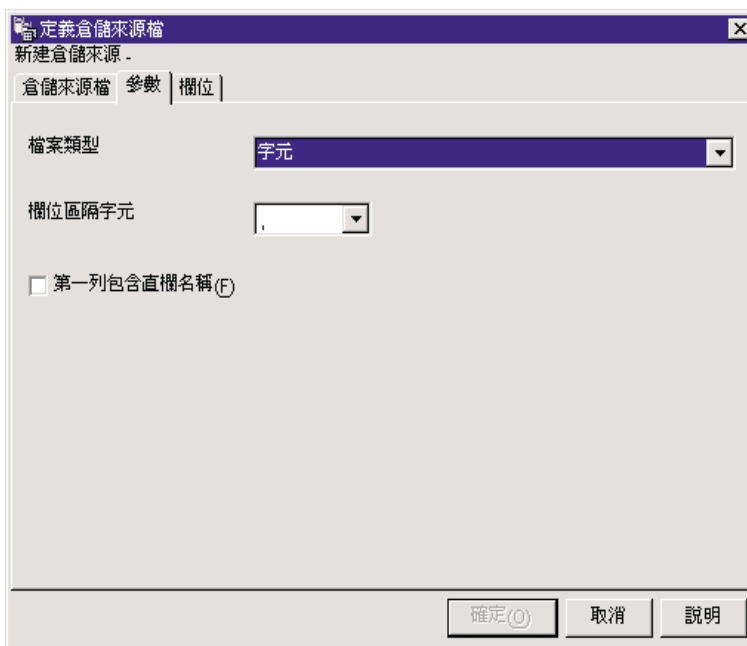 定義倉儲來源檔
新建倉儲來源 -
倉儲來源檔 參數 欄位
檔案類型 字元
欄位區隔字元 ,
第一列包含直欄名稱(F)
確定(O) 取消 說明